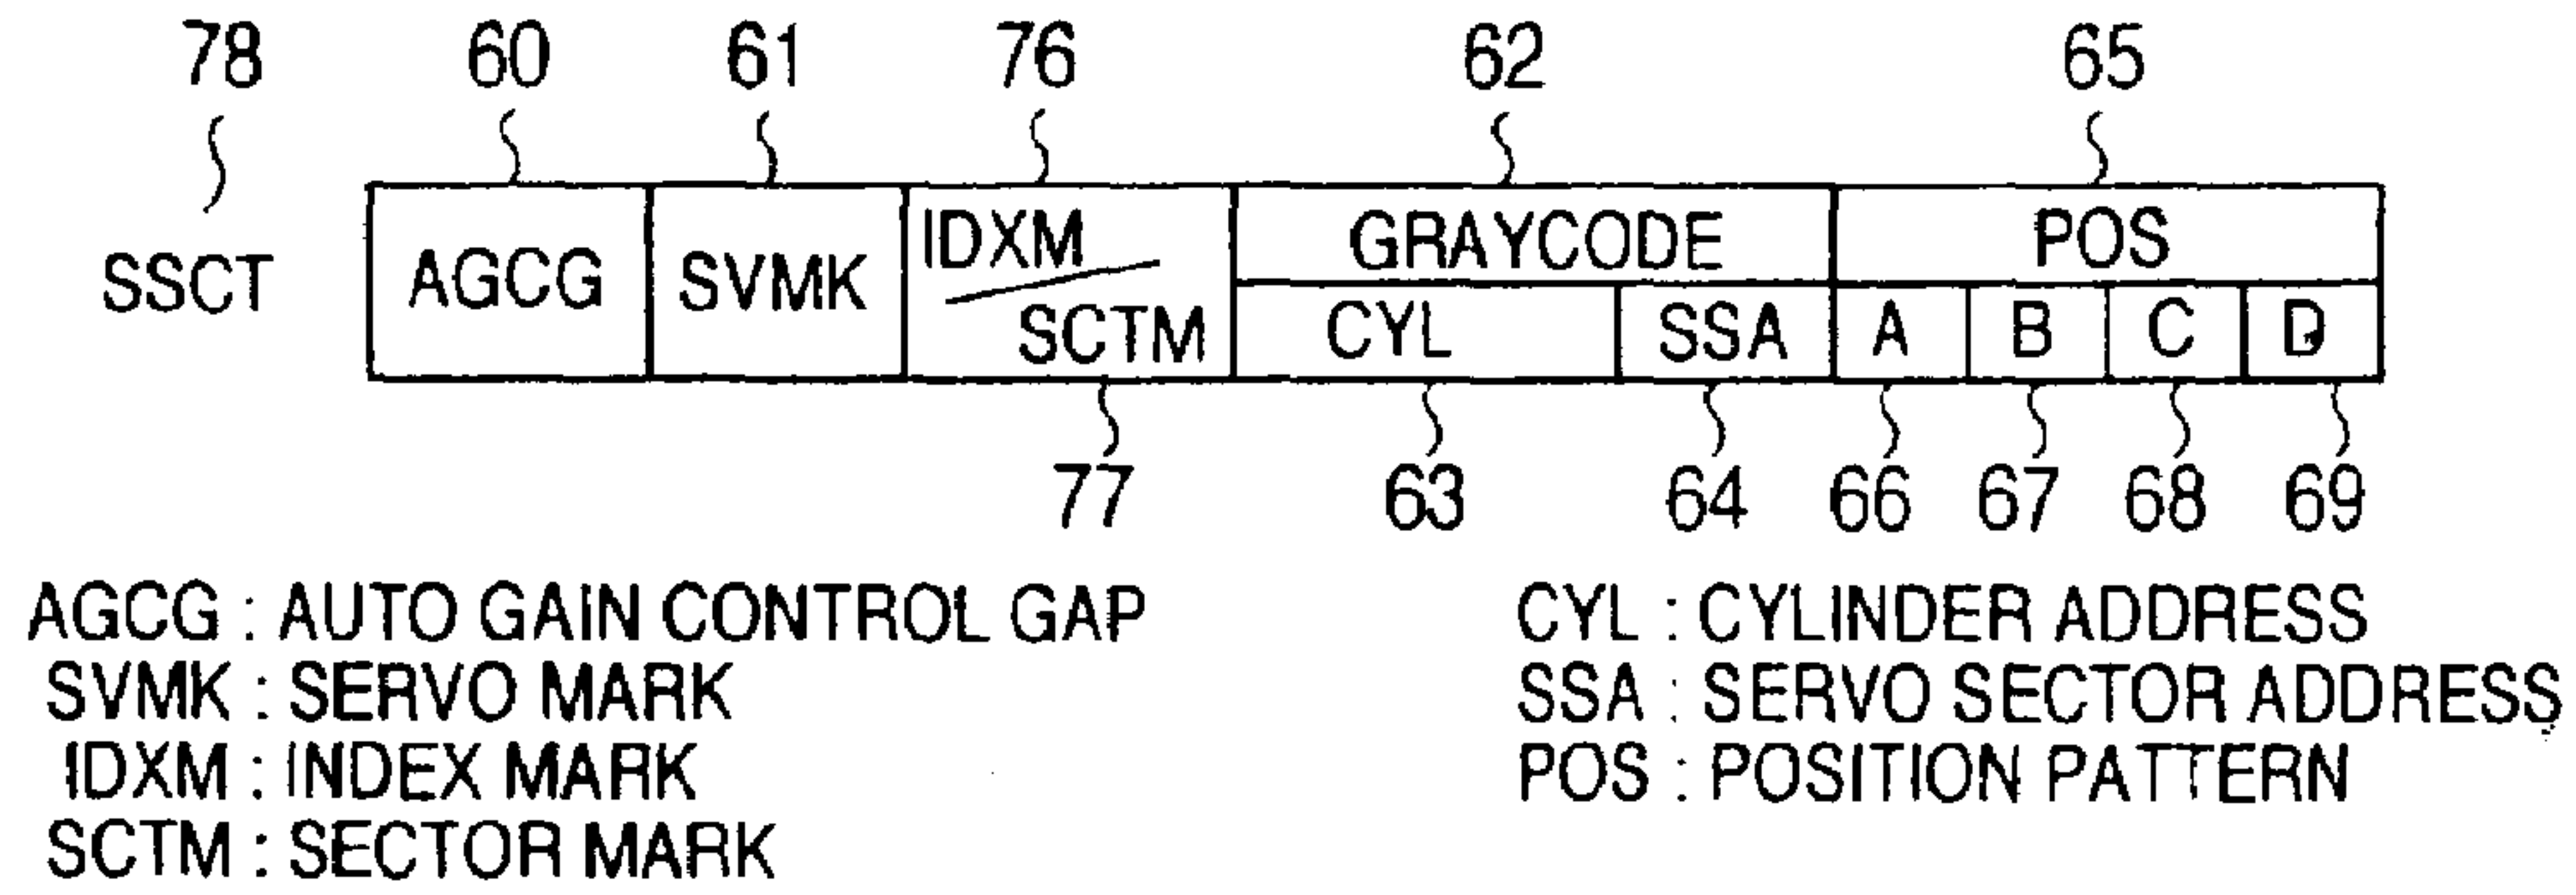 78 60 61 76 62 65
SSCT AGCG SVMK IDXM / SCTM GRAYCODE POS
CYL SSA A B C D
77 63 64 66 67 68 69
AGCG : AUTO GAIN CONTROL GAP
SVMK : SERVO MARK
IDXM : INDEX MARK
SCTM : SECTOR MARK
CYL : CYLINDER ADDRESS
SSA : SERVO SECTOR ADDRESS
POS : POSITION PATTERN